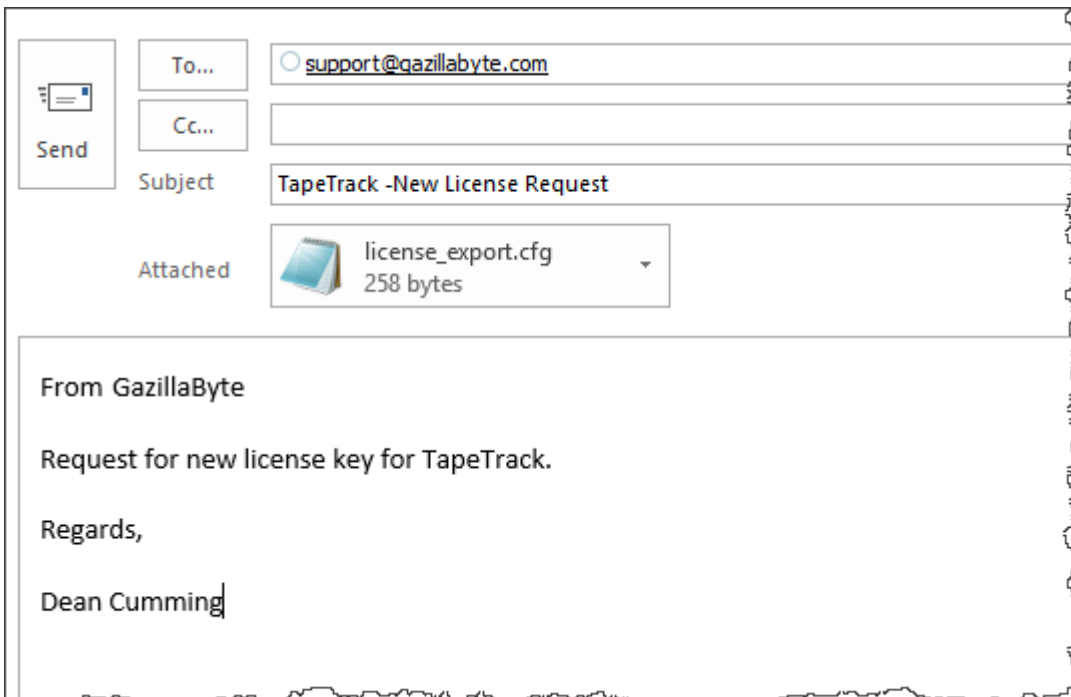 Send
To...
support@gazillabyte.com
Cc...
Subject
TapeTrack -New License Request
Attached
license_export.cfg
258 bytes
From GazillaByte
Request for new license key for TapeTrack.
Regards,
Dean Cumming